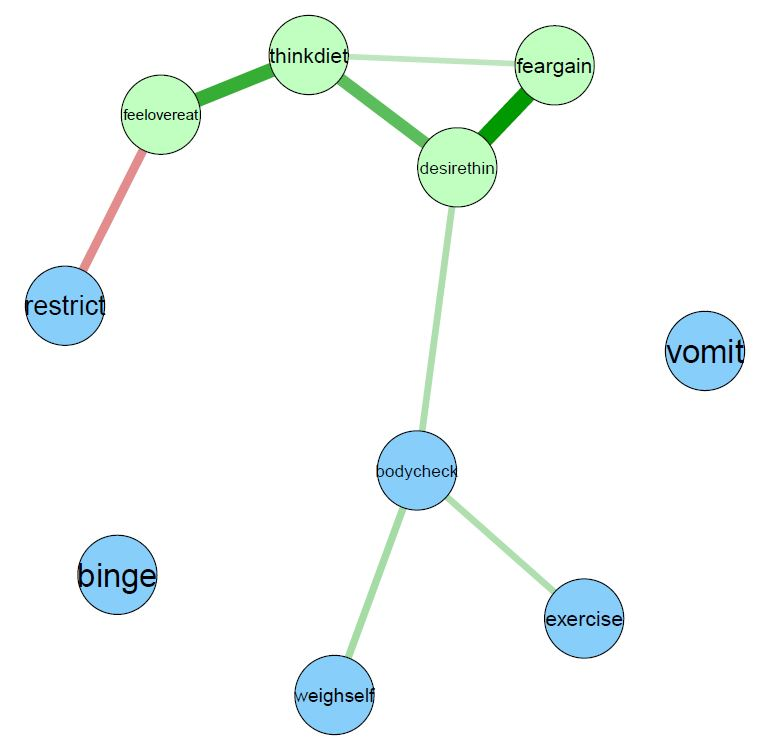 thinkdiet
feargain
feelovereat
desirethin
restrict
vomit
bodycheck
binge
exercise
weighself